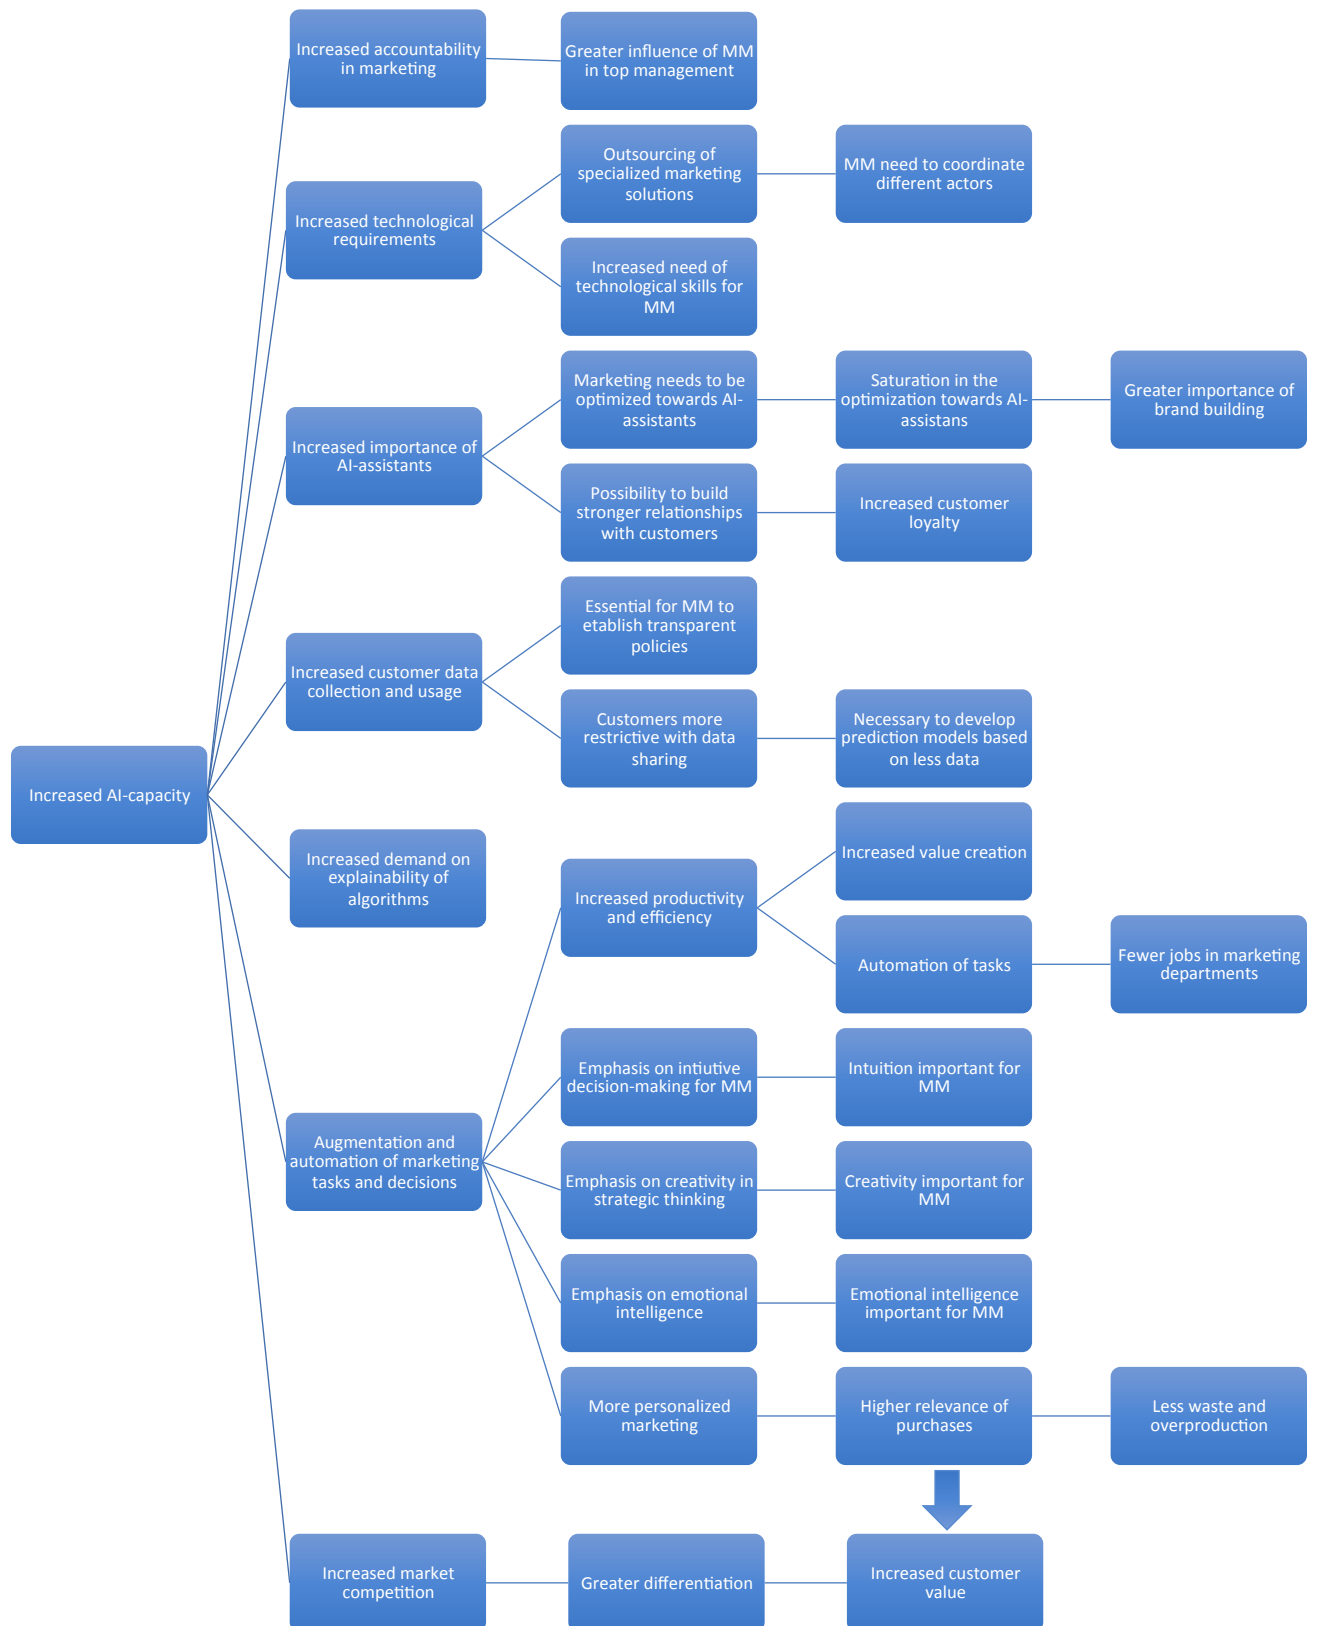 Increased accountability
in marketing
Greater influence of MM
in top management
Outsourcing of
specialized marketing
solutions
MM need to coordinate
different actors
Increased technological
requirements
Increased need of
technological skills for
MM
Marketing needs to be
optimized towards AI-
assistants
Saturation in the
optimization towards AI-
assistans
Greater importance of
brand building
Increased importance of
AI-assistants
Possibility to build
stronger relationships
with customers
Increased customer
loyalty
Essential for MM to
etablish transparent
policies
Increased customer data
collection and usage
Customers more
restrictive with data
sharing
Necessary to develop
prediction models based
on less data
Increased AI-capacity
Increased demand on
explainability of
algorithms
Increased value creation
Increased productivity
and efficiency
Automation of tasks
Fewer jobs in marketing
departments
Emphasis on intiutive
decision-making for MM
Intuition important for
MM
Augmentation and
automation of marketing
tasks and decisions
Emphasis on creativity in
strategic thinking
Creativity important for
MM
Emphasis on emotional
intelligence
Emotional intelligence
important for MM
More personalized
marketing
Higher relevance of
purchases
Less waste and
overproduction
Increased market
competition
Greater differentiation
Increased customer
value